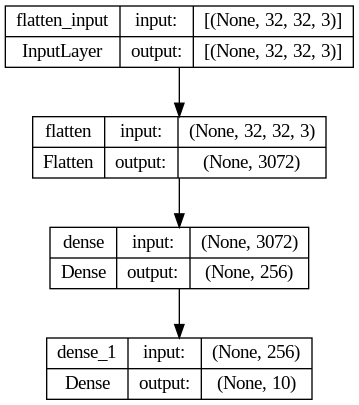 flatten_input input: [(None, 32, 32, 3)]
InputLayer output: [(None, 32, 32, 3)]
flatten input: (None, 32, 32, 3)
Flatten output: (None, 3072)
dense input: (None, 3072)
Dense output: (None, 256)
dense_1 input: (None, 256)
Dense output: (None, 10)